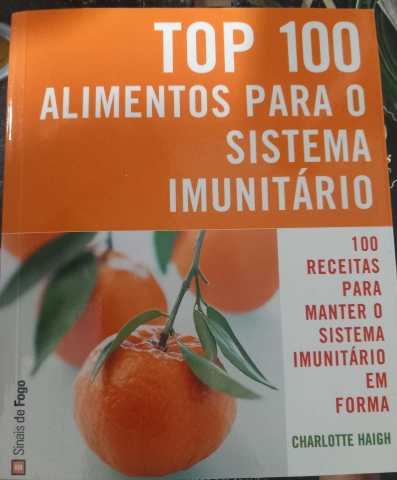 TOP 100
ALIMENTOS PARA O
SISTEMA
IMUNITÁRIO
100
RECEITAS
PARA
MANTER O
SISTEMA
IMUNITÁRIO
EM
FORMA
CHARLOTTE HAIGH
Sinais de Fogo